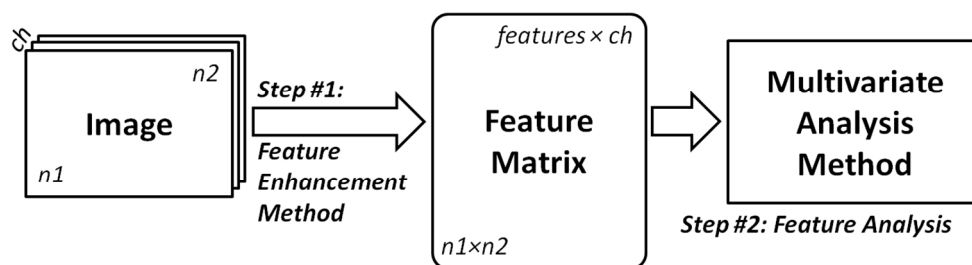 ch
n2
Image
n1
Step #1:
Feature
Enhancement
Method
features × ch
Feature
Matrix
n1×n2
Multivariate
Analysis
Method
Step #2: Feature Analysis